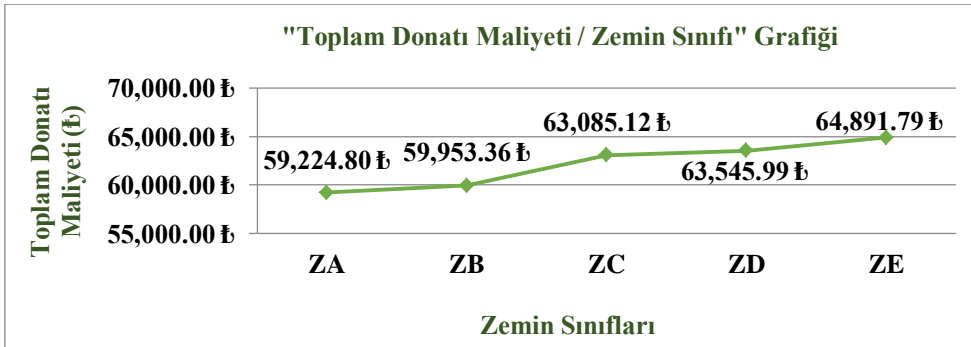 "Toplam Donatı Maliyeti / Zemin Sınıfı" Grafiği
Toplam Donatı
Maliyeti (₺)
70,000.00 ₺
65,000.00 ₺
60,000.00 ₺
55,000.00 ₺
59,224.80 ₺
59,953.36 ₺
63,085.12 ₺
63,545.99 ₺
64,891.79 ₺
ZA ZB ZC ZD ZE
Zemin Sınıfları